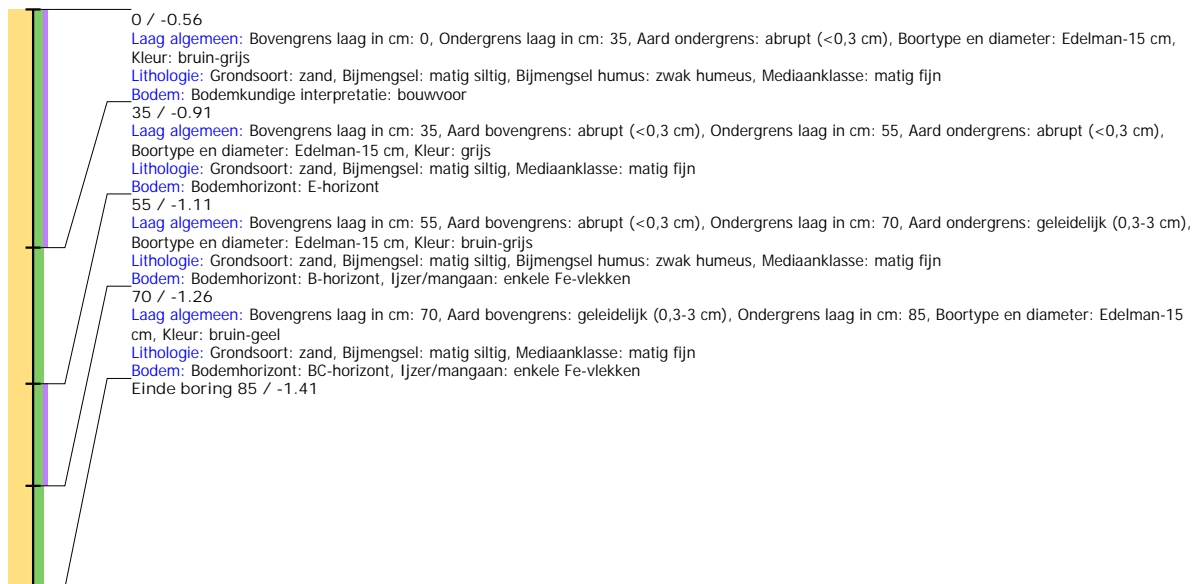 0 / -0.56
Laag algemeen: Bovengrens laag in cm: 0, Ondergrens laag in cm: 35, Aard ondergrens: abrupt (<0,3 cm), Boortype en diameter: Edelman-15 cm,
Kleur: bruin-grijs
Lithologie: Grondsoort: zand, Bijmengsel: matig siltig, Bijmengsel humus: zwak humeus, Mediaanklasse: matig fijn
Bodem: Bodemkundige interpretatie: bouwvoor
35 / -0.91
Laag algemeen: Bovengrens laag in cm: 35, Aard bovengrens: abrupt (<0,3 cm), Ondergrens laag in cm: 55, Aard ondergrens: abrupt (<0,3 cm),
Boortype en diameter: Edelman-15 cm, Kleur: grijs
Lithologie: Grondsoort: zand, Bijmengsel: matig siltig, Mediaanklasse: matig fijn
Bodem: Bodemhorizont: E-horizont
55 / -1.11
Laag algemeen: Bovengrens laag in cm: 55, Aard bovengrens: abrupt (<0,3 cm), Ondergrens laag in cm: 70, Aard ondergrens: geleidelijk (0,3-3 cm),
Boortype en diameter: Edelman-15 cm, Kleur: bruin-grijs
Lithologie: Grondsoort: zand, Bijmengsel: matig siltig, Bijmengsel humus: zwak humeus, Mediaanklasse: matig fijn
Bodem: Bodemhorizont: B-horizont, Ijzer/mangaan: enkele Fe-vlekken
70 / -1.26
Laag algemeen: Bovengrens laag in cm: 70, Aard bovengrens: geleidelijk (0,3-3 cm), Ondergrens laag in cm: 85, Boortype en diameter: Edelman-15
cm, Kleur: bruin-geel
Lithologie: Grondsoort: zand, Bijmengsel: matig siltig, Mediaanklasse: matig fijn
Bodem: Bodemhorizont: BC-horizont, Ijzer/mangaan: enkele Fe-vlekken
Einde boring 85 / -1.41